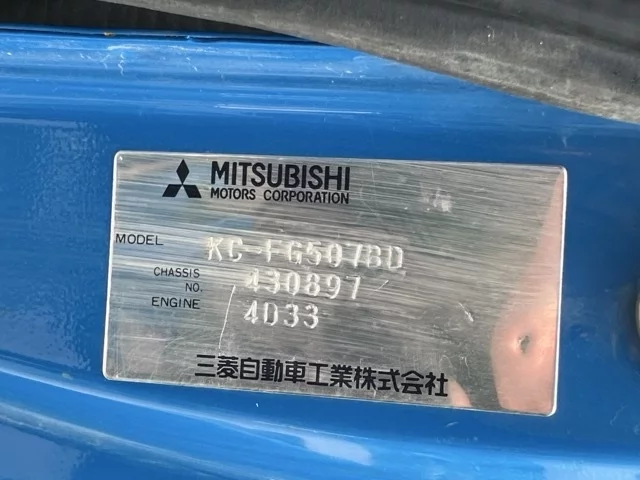 MITSUBISHI
MOTORS CORPORATION
MODEL KC-FG507BD
CHASSIS NO. 430897
ENGINE 4D33
三菱自動車工業株式会社